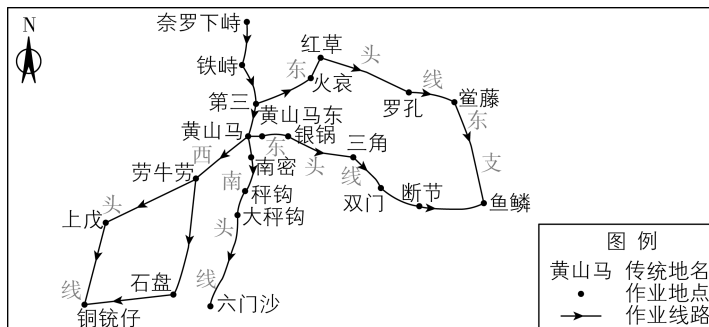 N
奈罗下峙
铁峙
第三
红草
火哀
东
头
线
罗孔
鲎藤
东
支
黄山马东
黄山马
银锅
三角
东
头
线
双门
断节
鱼鳞
西
头
线
劳牛劳
上戊
石盘
铜铳仔
南密
南
秤钩
大秤钩
头
线
六门沙
图 例
黄山马 传统地名
作业地点
作业线路